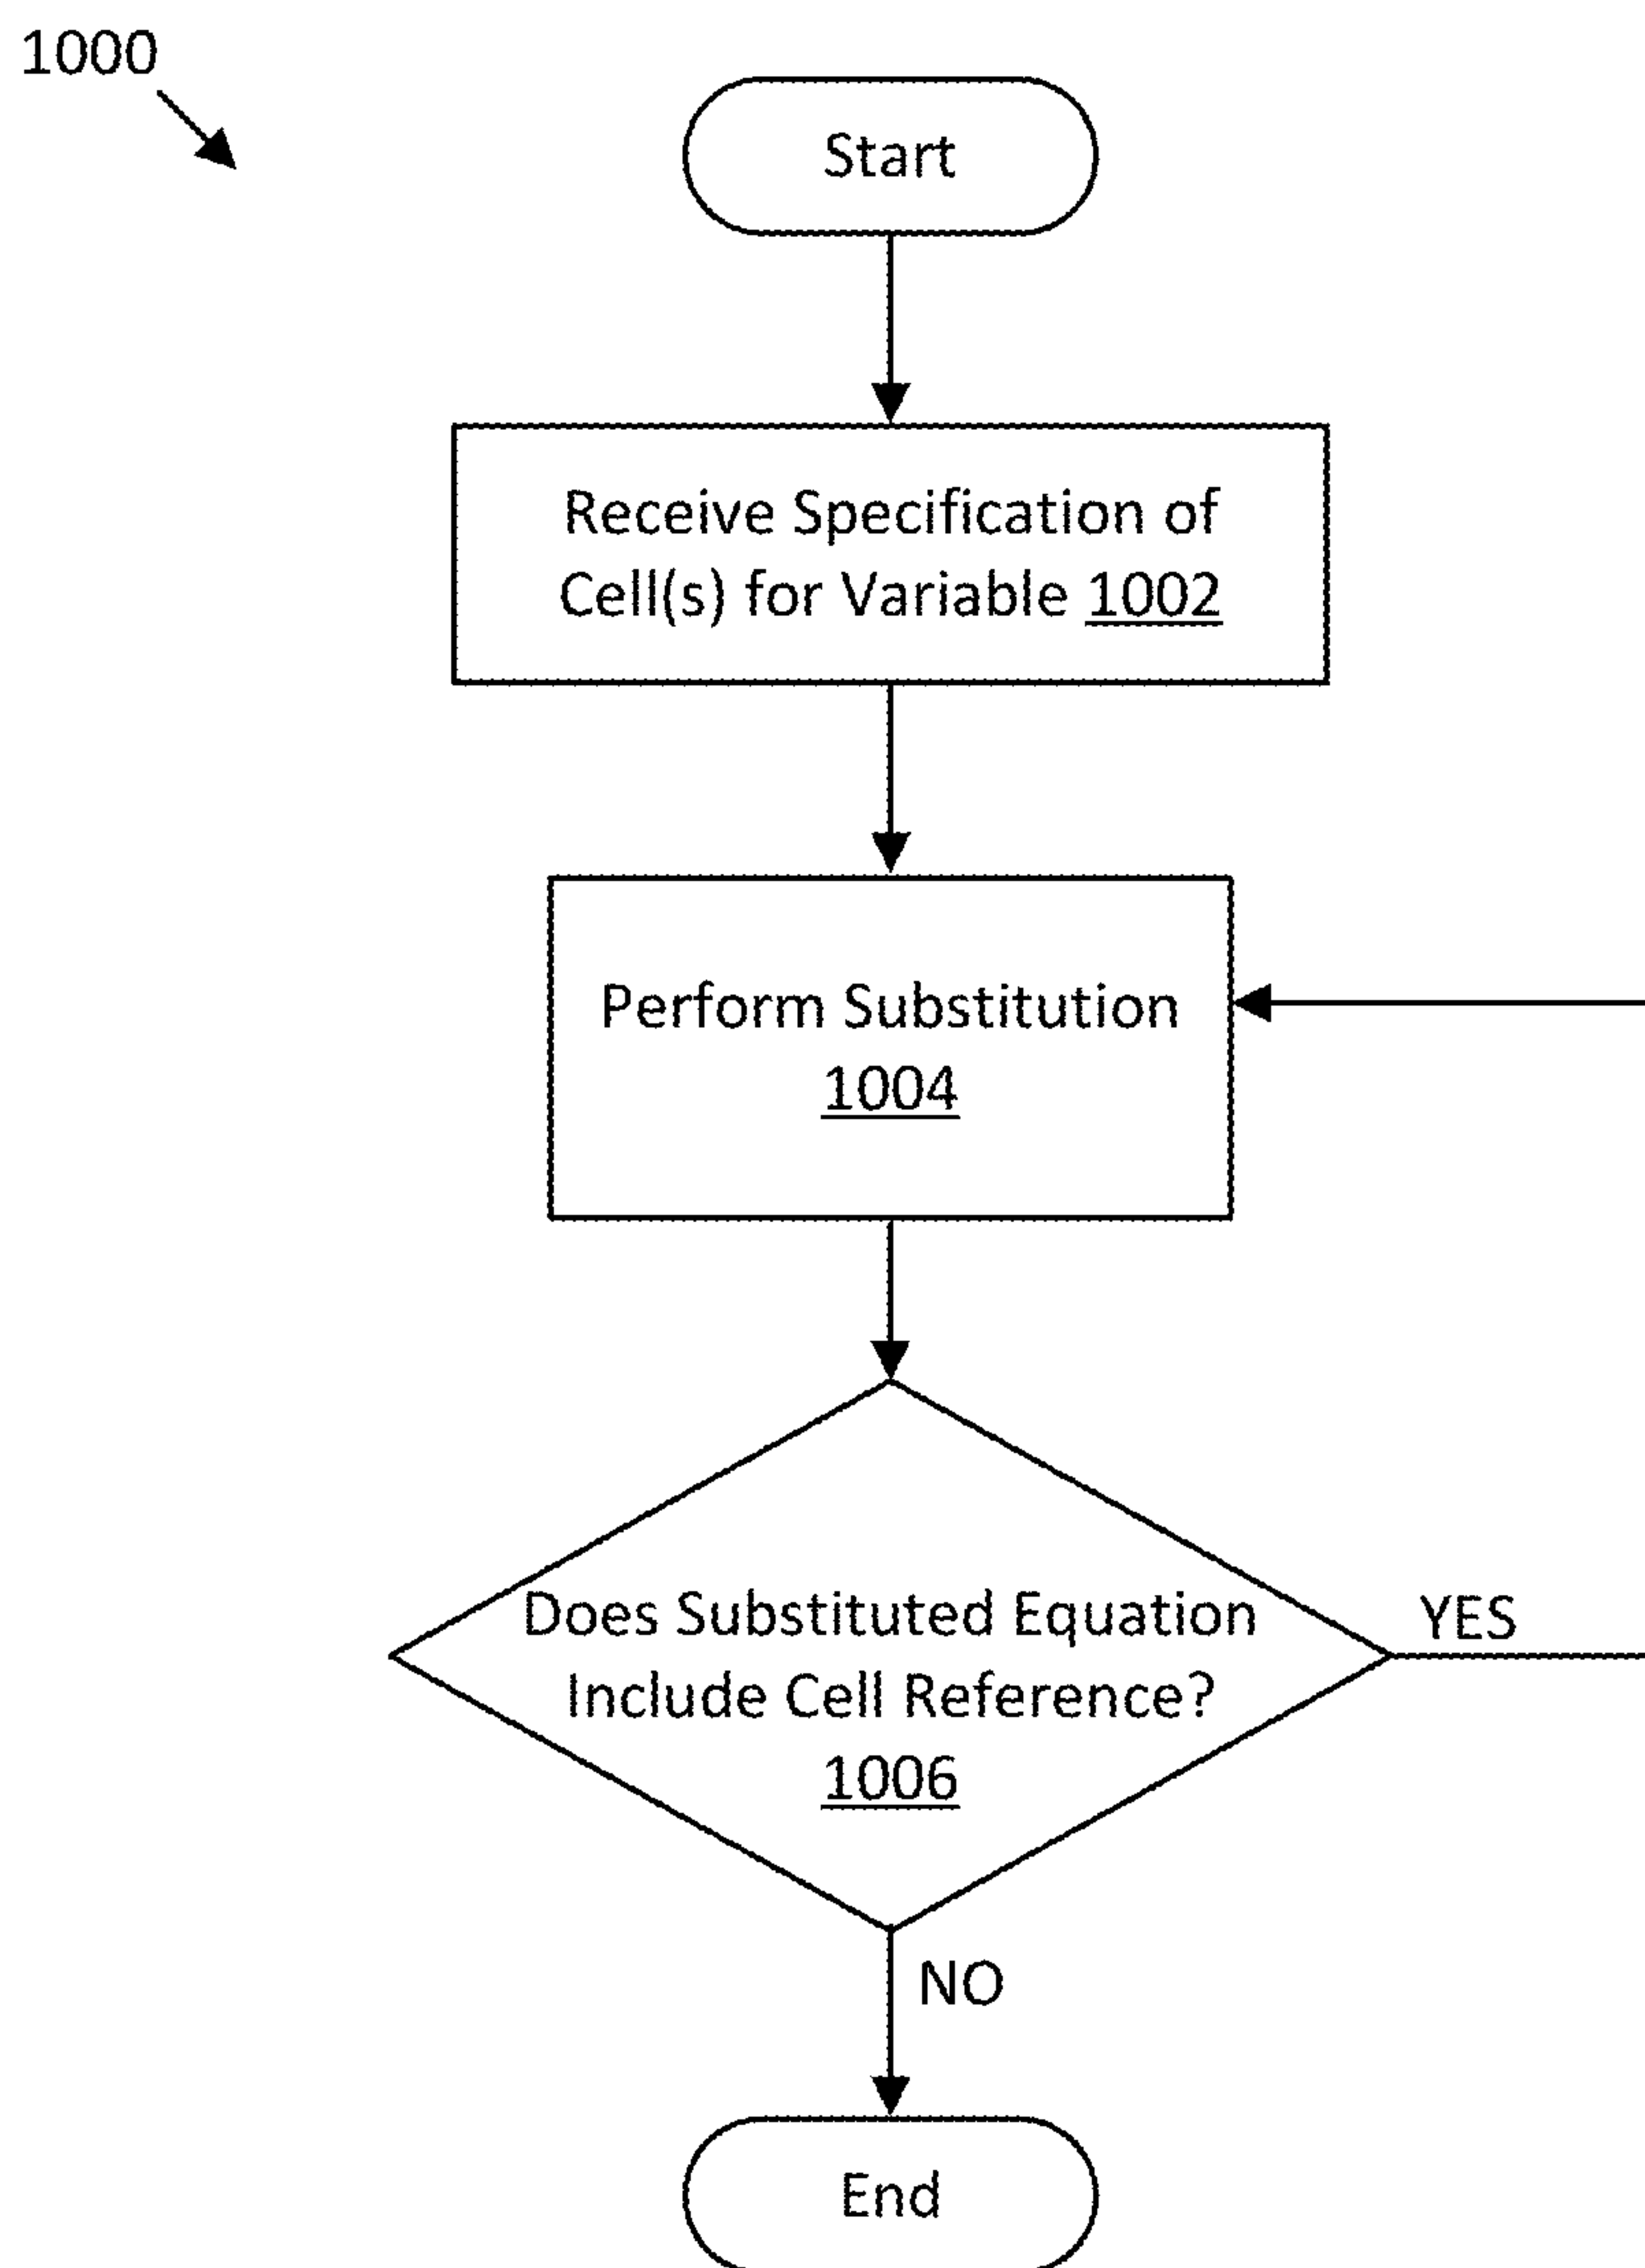 1000
Start
Receive Specification of
Cell(s) for Variable 1002
Perform Substitution
1004
Does Substituted Equation
Include Cell Reference?
1006
YES
NO
End